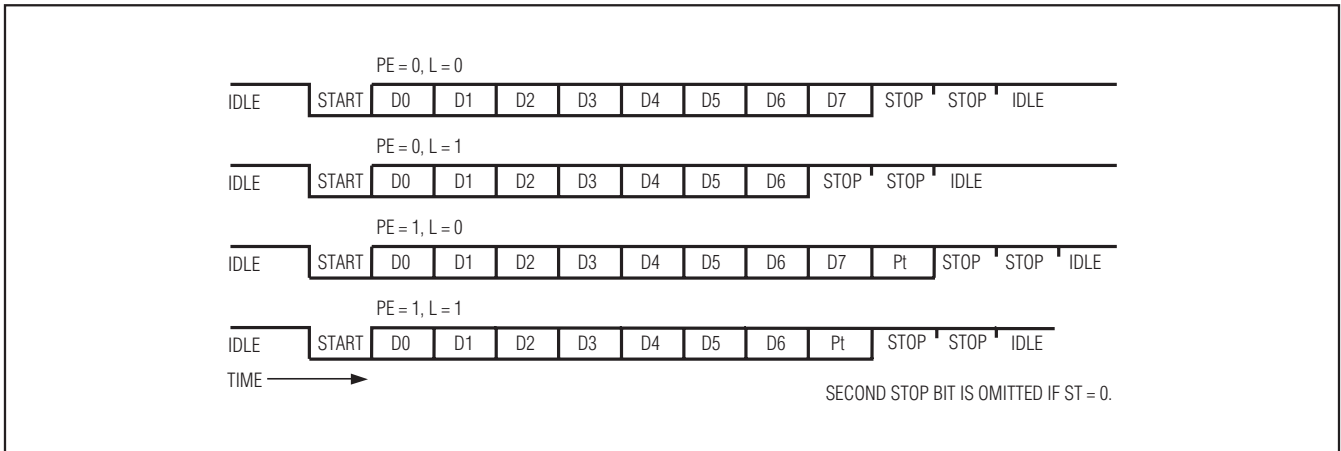 PE = 0, L = 0
IDLE START D0 D1 D2 D3 D4 D5 D6 D7 STOP STOP IDLE
PE = 0, L = 1
IDLE START D0 D1 D2 D3 D4 D5 D6 STOP STOP IDLE
PE = 1, L = 0
IDLE START D0 D1 D2 D3 D4 D5 D6 D7 Pt STOP STOP IDLE
PE = 1, L = 1
IDLE START D0 D1 D2 D3 D4 D5 D6 Pt STOP STOP IDLE
TIME
SECOND STOP BIT IS OMITTED IF ST = 0.